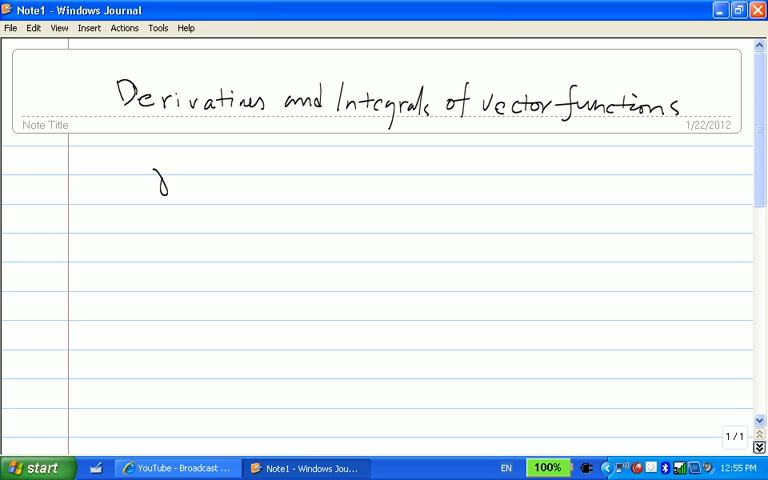 Note1 - Windows Journal
File Edit View Insert Actions Tools Help
Derivatives and Integrals of vector functions
Note Title
1/22/2012
1 / 1
start
YouTube - Broadcast ...
Note1 - Windows Jou...
EN
100%
12:55 PM